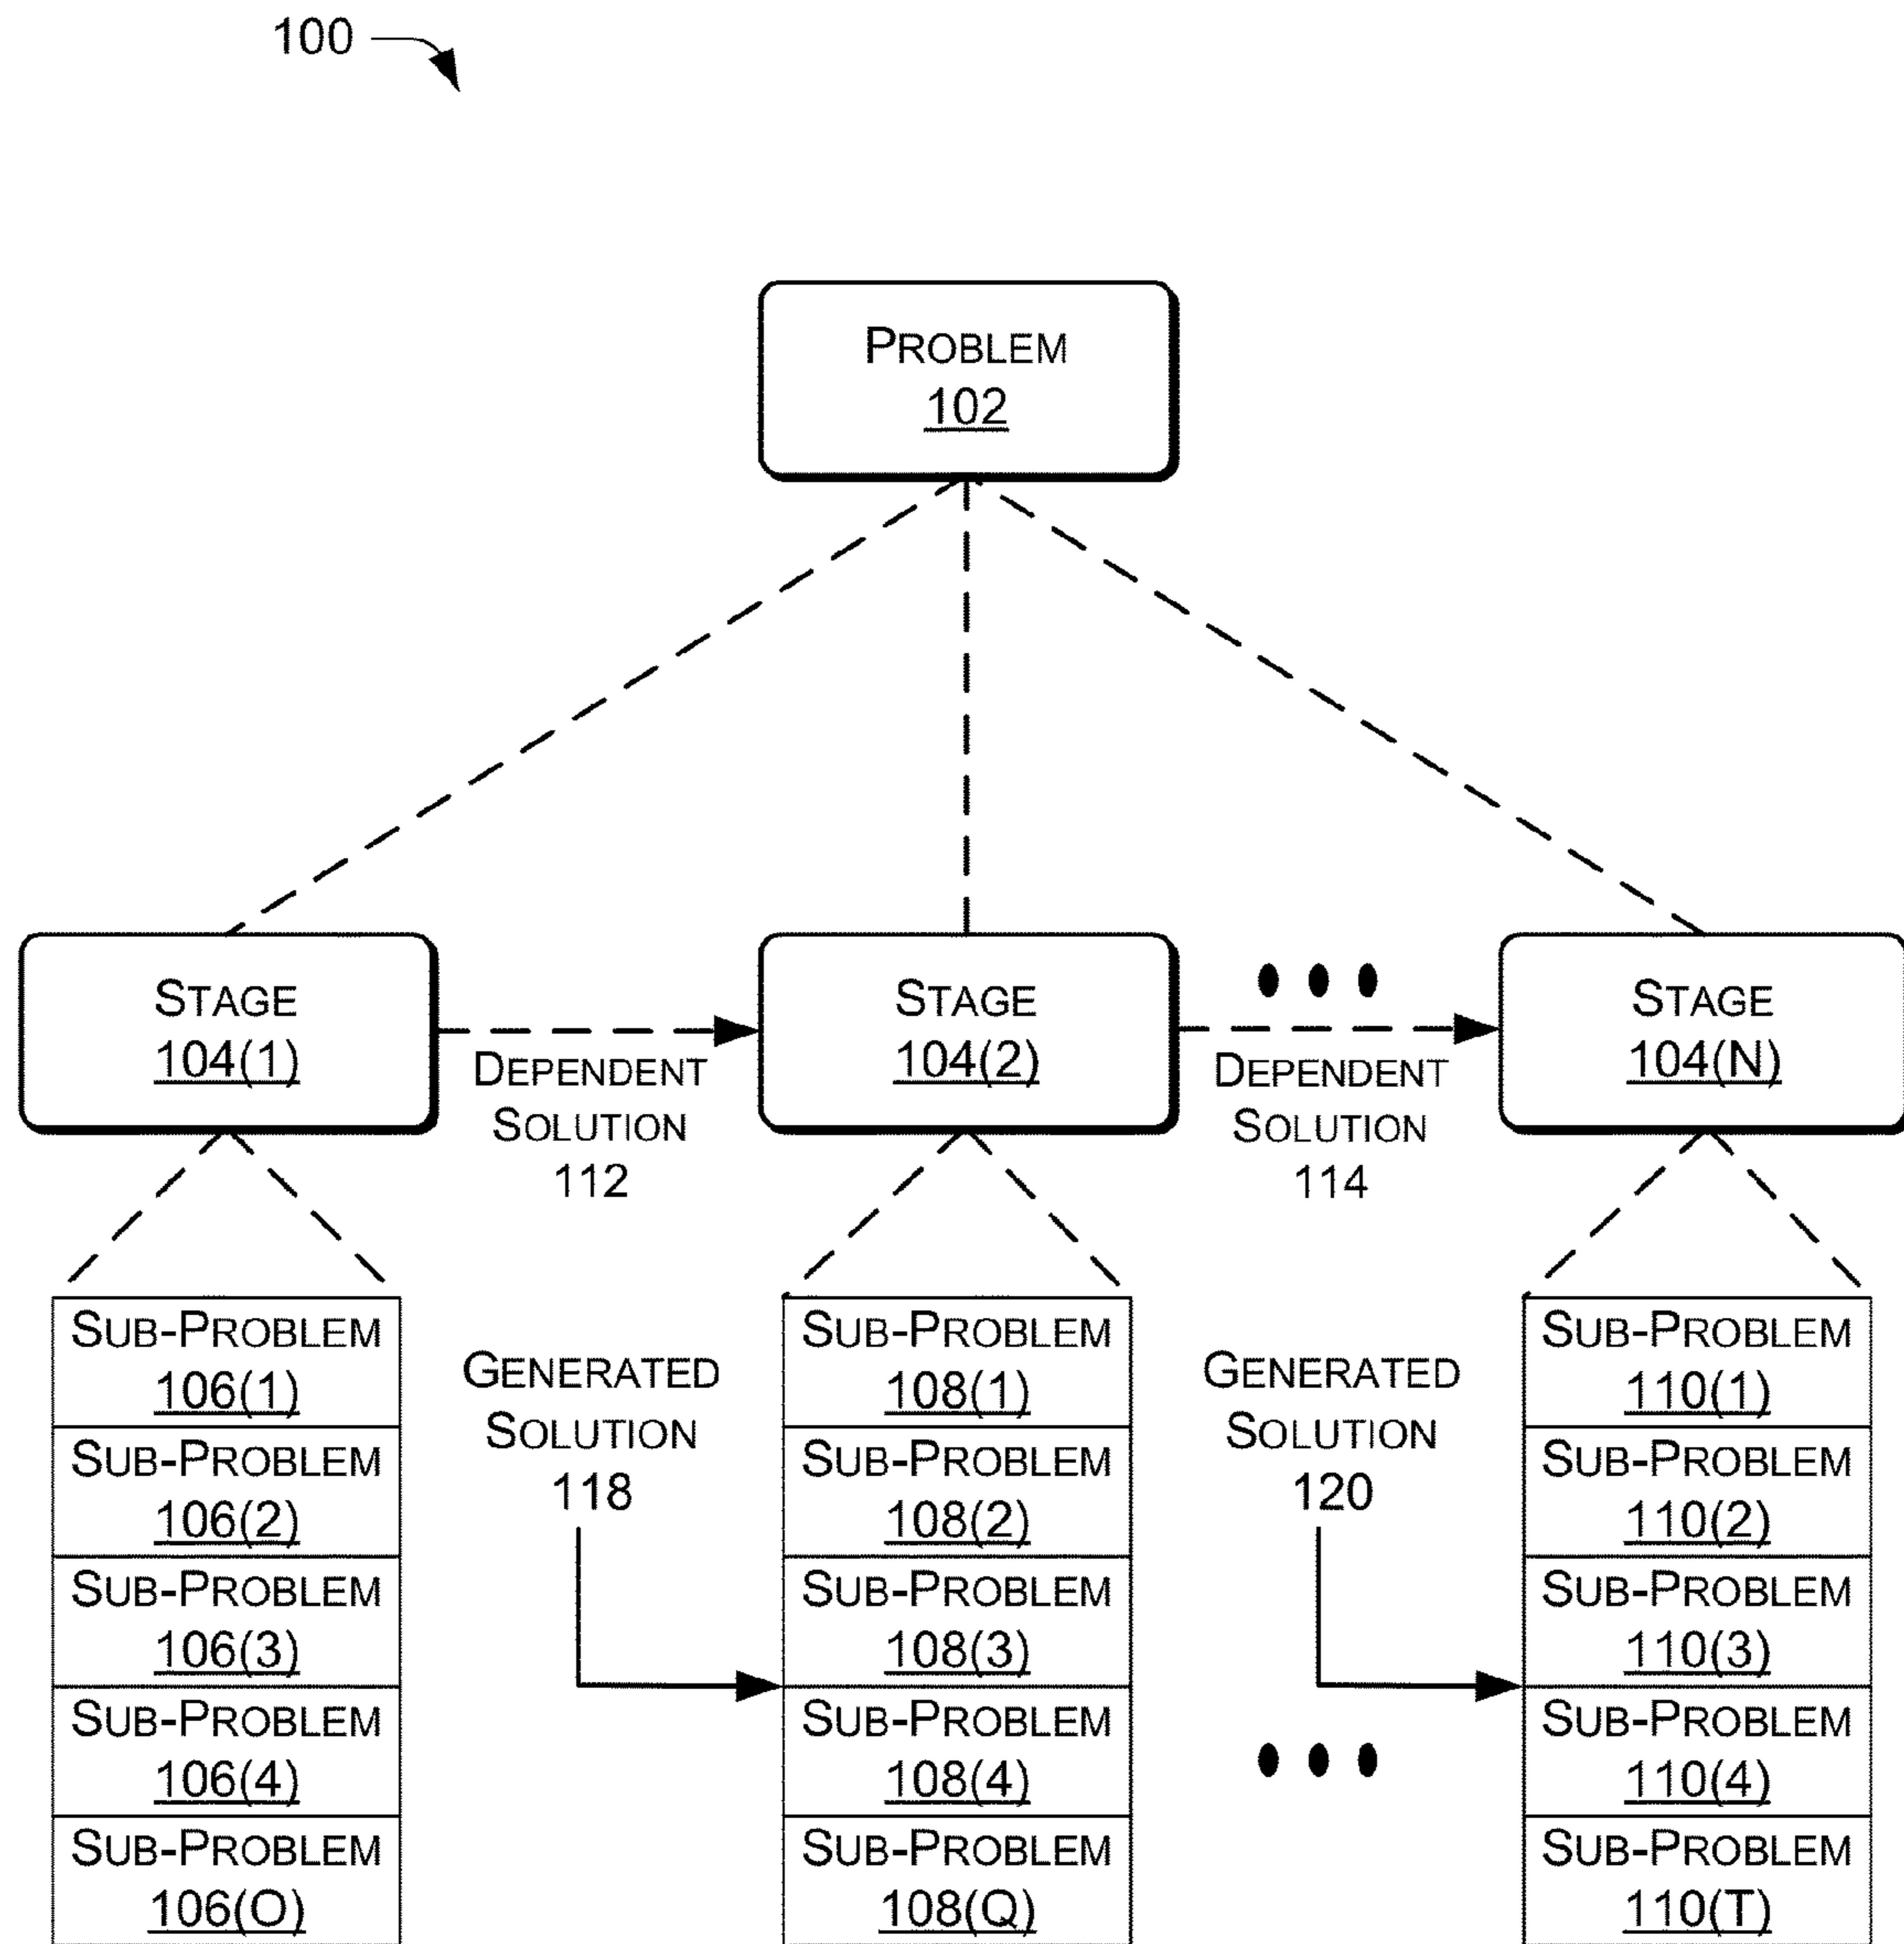 100
PROBLEM
102
STAGE
104(1)
DEPENDENT
SOLUTION
112
STAGE
104(2)
DEPENDENT
SOLUTION
114
STAGE
104(N)
SUB-PROBLEM
106(1)
SUB-PROBLEM
106(2)
SUB-PROBLEM
106(3)
SUB-PROBLEM
106(4)
SUB-PROBLEM
106(O)
GENERATED
SOLUTION
118
SUB-PROBLEM
108(1)
SUB-PROBLEM
108(2)
SUB-PROBLEM
108(3)
SUB-PROBLEM
108(4)
SUB-PROBLEM
108(Q)
GENERATED
SOLUTION
120
SUB-PROBLEM
110(1)
SUB-PROBLEM
110(2)
SUB-PROBLEM
110(3)
SUB-PROBLEM
110(4)
SUB-PROBLEM
110(T)